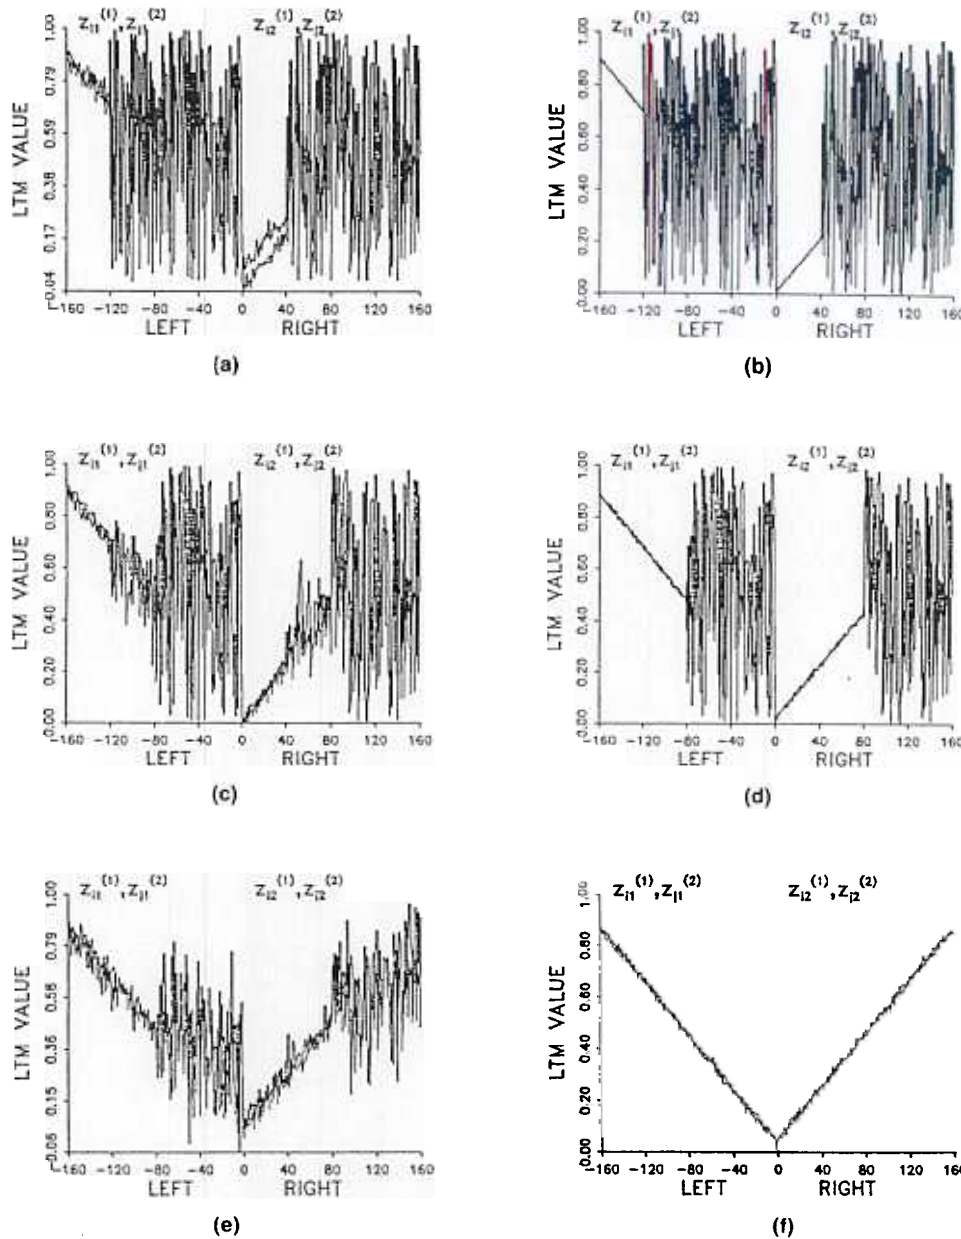 Z_{i1}^{(1)}, Z_{j1}^{(2)} Z_{i2}^{(1)}, Z_{j2}^{(2)}
LTM VALUE
1.00
0.79
0.59
0.38
0.17
-0.04
-160 -120 -80 -40 0 40 80 120 160
LEFT RIGHT
(a)
Z_{i1}^{(1)}, Z_{j1}^{(2)} Z_{i2}^{(1)}, Z_{j2}^{(2)}
LTM VALUE
1.00
0.80
0.60
0.40
0.20
0.00
-160 -120 -80 -40 0 40 80 120 160
LEFT RIGHT
(b)
Z_{i1}^{(1)}, Z_{j1}^{(2)} Z_{i2}^{(1)}, Z_{j2}^{(2)}
LTM VALUE
1.00
0.80
0.60
0.40
0.20
0.00
-160 -120 -80 -40 0 40 80 120 160
LEFT RIGHT
(c)
Z_{i1}^{(1)}, Z_{j1}^{(2)} Z_{i2}^{(1)}, Z_{j2}^{(2)}
LTM VALUE
1.00
0.80
0.60
0.40
0.20
0.00
-160 -120 -80 -40 0 40 80 120 160
LEFT RIGHT
(d)
Z_{i1}^{(1)}, Z_{j1}^{(2)} Z_{i2}^{(1)}, Z_{j2}^{(2)}
LTM VALUE
1.00
0.79
0.58
0.36
0.15
-0.06
-160 -120 -80 -40 0 40 80 120 160
LEFT RIGHT
(e)
Z_{i1}^{(1)}, Z_{j1}^{(2)} Z_{i2}^{(1)}, Z_{j2}^{(2)}
LTM VALUE
1.00
0.80
0.60
0.40
0.20
0.00
-160 -120 -80 -40 0 40 80 120 160
LEFT RIGHT
(f)